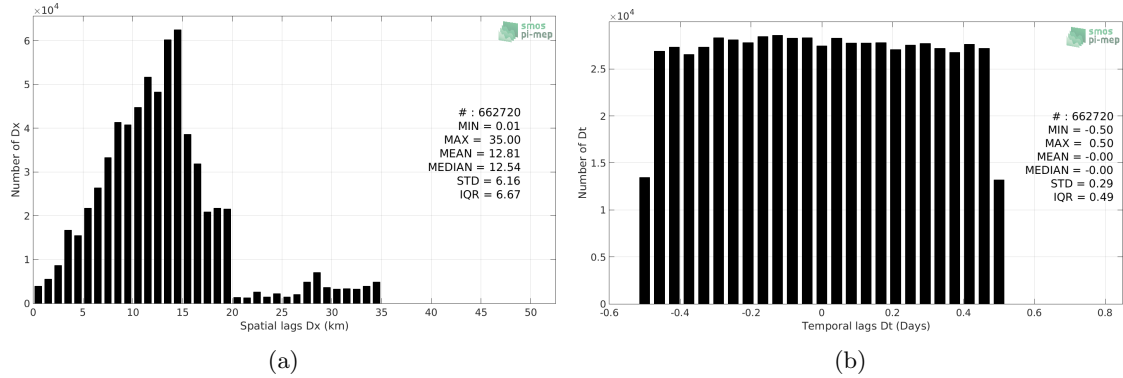 ×10⁴
6
5
4
3
2
1
0
Number of Dx
0 5 10 15 20 25 30 35 40 45 50
Spatial lags Dx (km)
smos
pi-mep
# : 662720
MIN = 0.01
MAX = 35.00
MEAN = 12.81
MEDIAN = 12.54
STD = 6.16
IQR = 6.67
(a)
×10⁴
2.5
2
1.5
1
0.5
0
Number of Dt
-0.6 -0.4 -0.2 0 0.2 0.4 0.6 0.8
Temporal lags Dt (Days)
smos
pi-mep
# : 662720
MIN = -0.50
MAX = 0.50
MEAN = -0.00
MEDIAN = -0.00
STD = 0.29
IQR = 0.49
(b)